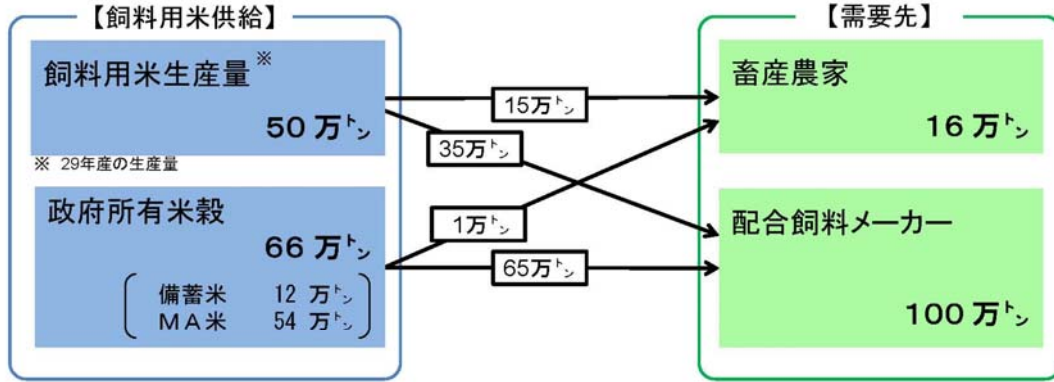 【飼料用米供給】
飼料用米生産量※
50万㌧
※ 29年産の生産量
政府所有米穀
66万㌧
備蓄米 12 万㌧
MA米 54 万㌧
15万㌧
35万㌧
1万㌧
65万㌧
【需要先】
畜産農家
16万㌧
配合飼料メーカー
100万㌧